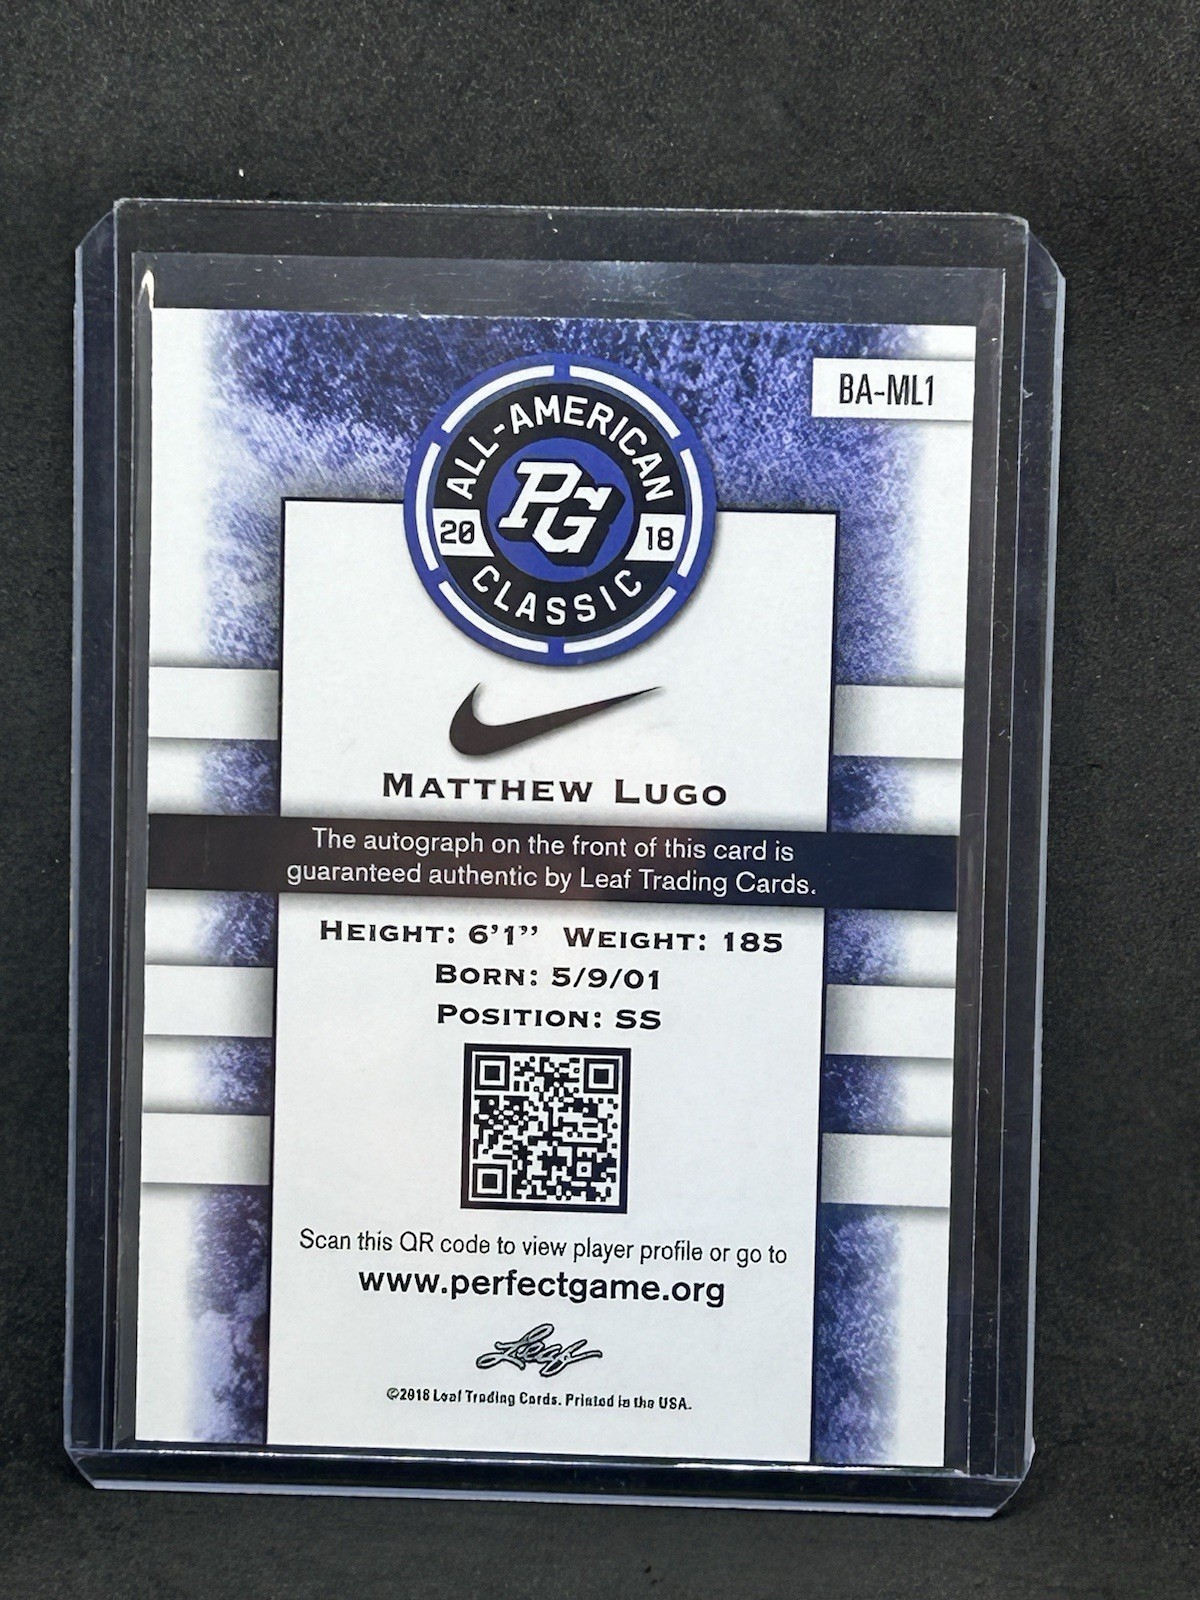 BA-ML1
ALL-AMERICAN
PG
20 18
CLASSIC
MATTHEW LUGO
The autograph on the front of this card is
guaranteed authentic by Leaf Trading Cards.
HEIGHT: 6'1" WEIGHT: 185
BORN: 5/9/01
POSITION: SS
Scan this QR code to view player profile or go to
www.perfectgame.org
Leaf
©2018 Leaf Trading Cards. Printed in the USA.